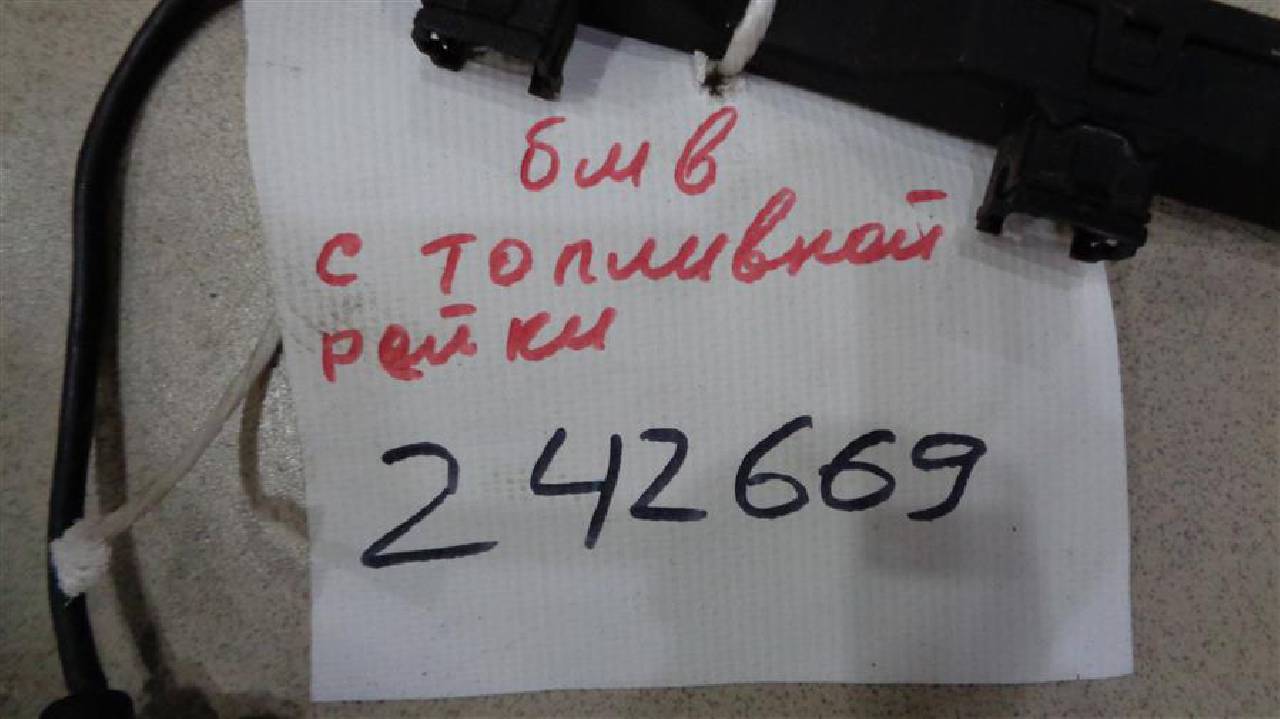 бмв
с топливной
рейки
242669